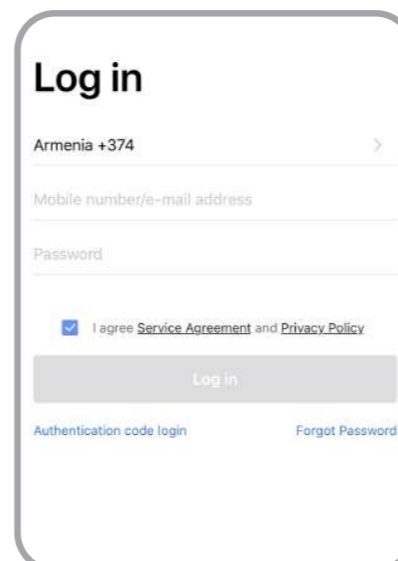 Log in
Armenia +374
Mobile number/e-mail address
Password
I agree Service Agreement and Privacy Policy
Log in
Authentication code login Forgot Password